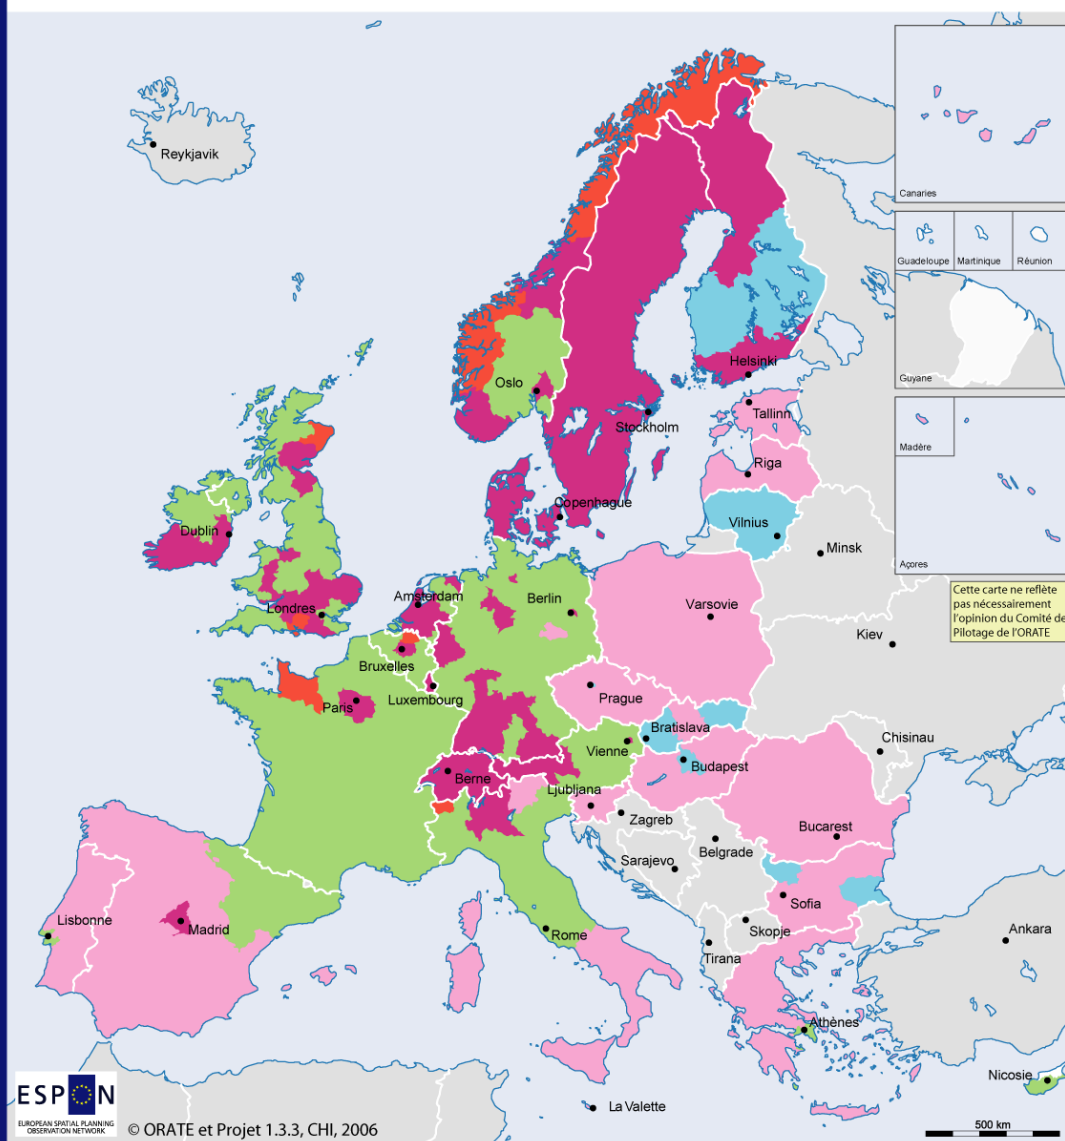 Reykjavik
Canaries
Guadeloupe
Martinique
Réunion
Guyane
Madère
Açores
Oslo
Helsinki
Tallinn
Stockholm
Riga
Copenhague
Vilnius
Minsk
Dublin
Amsterdam
Berlin
Varsovie
Londres
Cette carte ne reflète
pas nécessairement
l'opinion du Comité de
Pilotage de l'ORATE
Kiev
Bruxelles
Luxembourg
Prague
Paris
Bratislava
Vienne
Chisinau
Budapest
Berne
Ljubljana
Zagreb
Bucarest
Belgrade
Sarajevo
Sofia
Lisbonne
Madrid
Rome
Skopje
Ankara
Tirana
Athènes
Nicosie
La Valette
ESPON
EUROPEAN SPATIAL PLANNING
OBSERVATION NETWORK
© ORATE et Projet 1.3.3, CHI, 2006
500 km